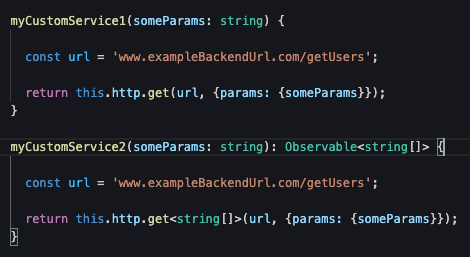 myCustomService1(someParams: string) {
const url = 'www.exampleBackendUrl.com/getUsers';
return this.http.get(url, {params: {someParams}});
}
myCustomService2(someParams: string): Observable<string[]> {
const url = 'www.exampleBackendUrl.com/getUsers';
return this.http.get<string[]>(url, {params: {someParams}});
}